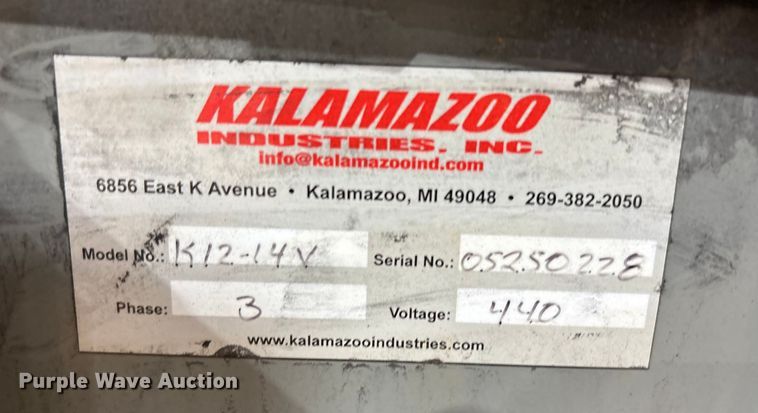 KALAMAZOO
INDUSTRIES, INC.
info@kalamazooind.com
6856 East K Avenue • Kalamazoo, MI 49048 • 269-382-2050
Model No.: K12-14V Serial No.: 05250228
Phase: 3 Voltage: 440
www.kalamazooindustries.com
Purple Wave Auction